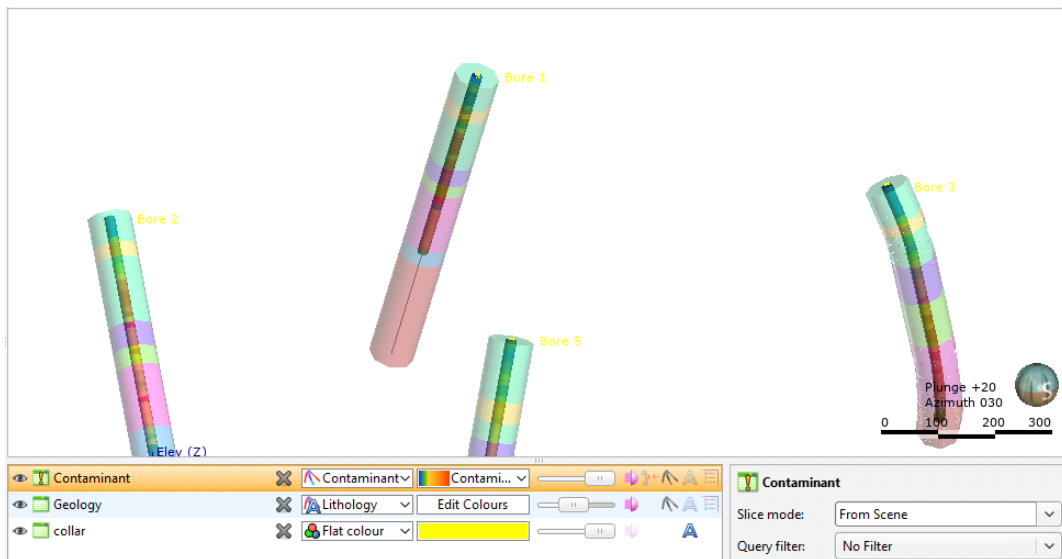 Bore 1
Bore 3
Bore 2
Bore 5
Plunge +20
Azimuth 030
0 100 200 300
Elev (Z)
S
Contaminant Contaminant Contami...
Geology Lithology Edit Colours
collar Flat colour
Contaminant
Slice mode: From Scene
Query filter: No Filter